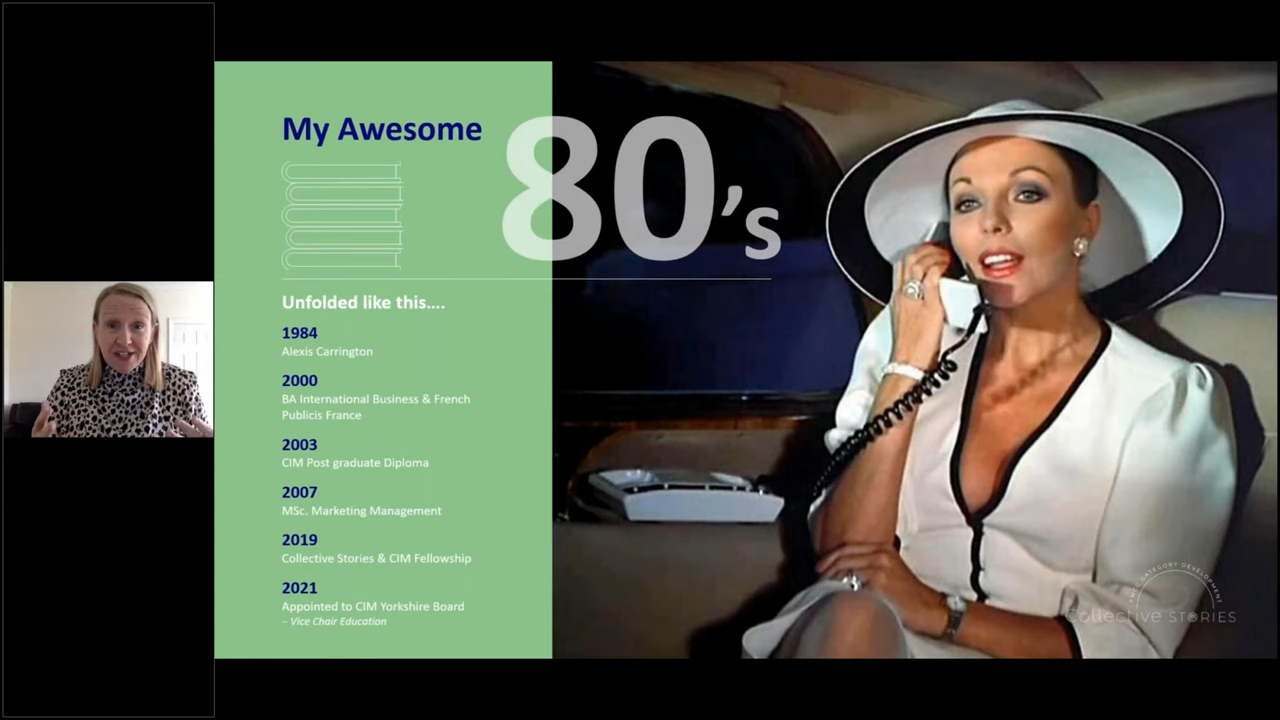 My Awesome 80's
Unfolded like this....
1984
Alexis Carrington
2000
BA International Business & French
Publicis France
2003
CIM Post graduate Diploma
2007
MSc. Marketing Management
2019
Collective Stories & CIM Fellowship
2021
Appointed to CIM Yorkshire Board
– Vice Chair Education
CATEGORY DEVELOPMENT
Collective STORIES